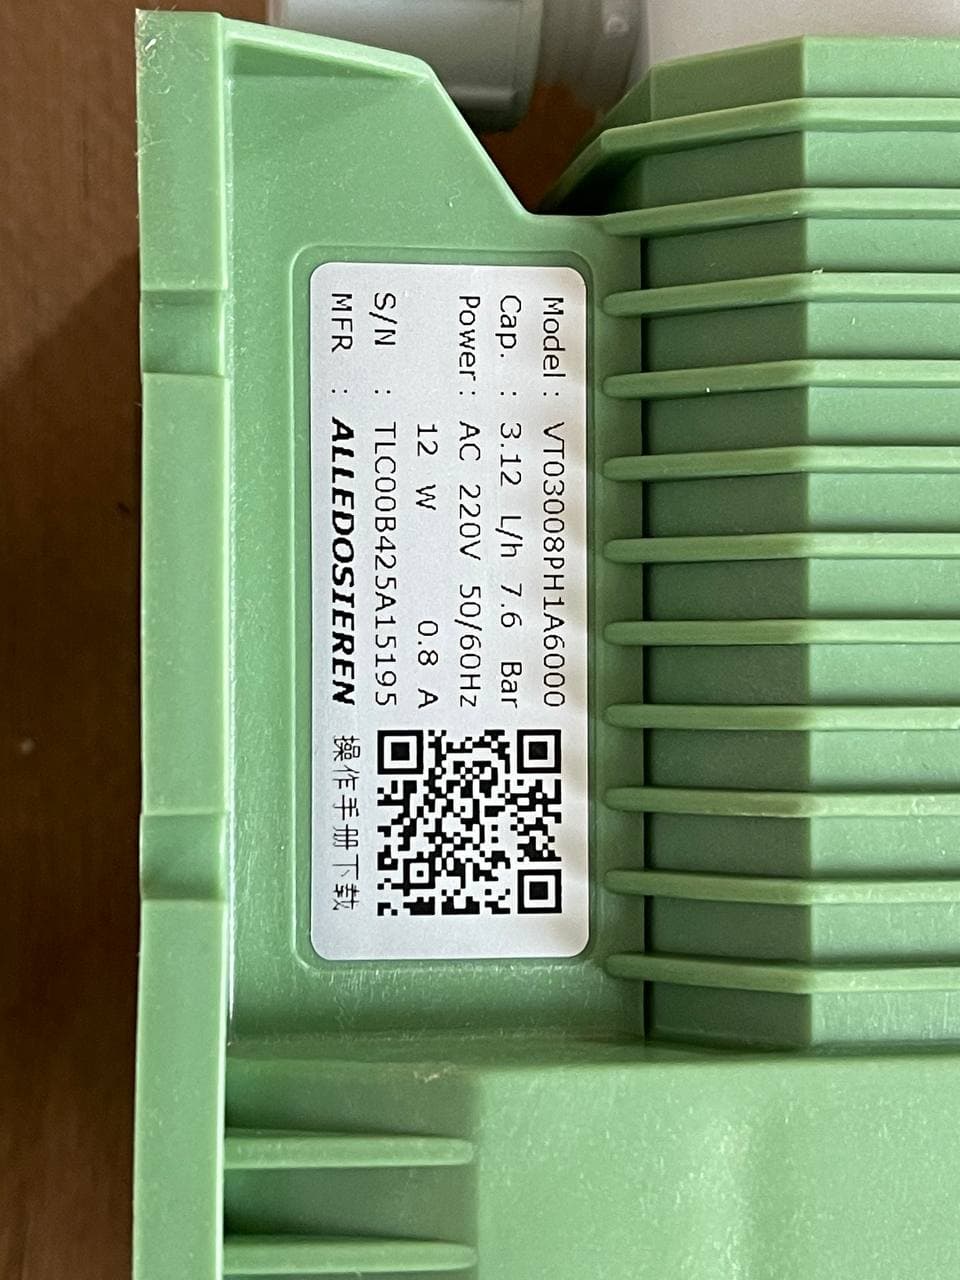 Model : VT03008PH1A6000
Cap. : 3.12 L/h 7.6 Bar
Power : AC 220V 50/60Hz
12 W 0.8 A
S/N : TLC00B425A15195
MFR : ALLEDOSIEREN 操作手册下载